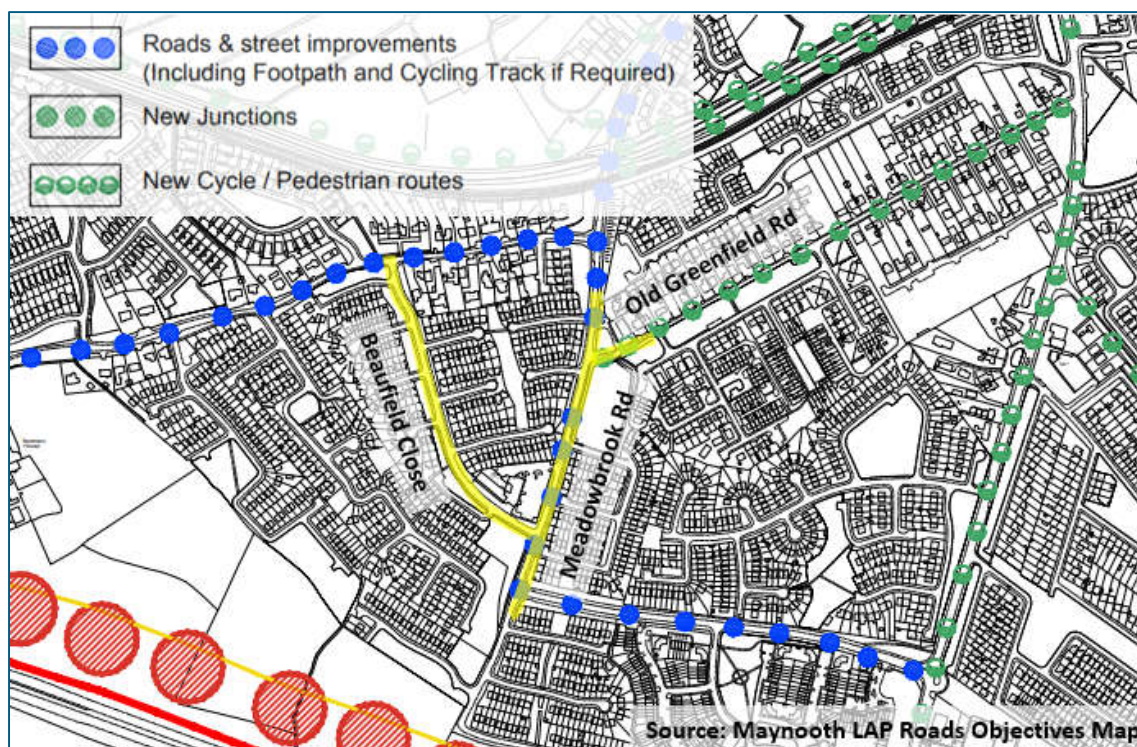 Roads & street improvements
(Including Footpath and Cycling Track if Required)
New Junctions
New Cycle / Pedestrian routes
Old Greenfield Rd
Beaufield Close
Meadowbrook Rd
Source: Maynooth LAP Roads Objectives Map